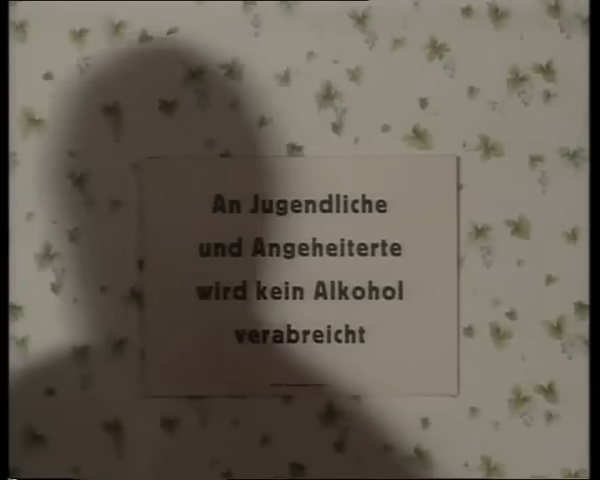 An Jugendliche
und Angeheiterte
wird kein Alkohol
verabreicht